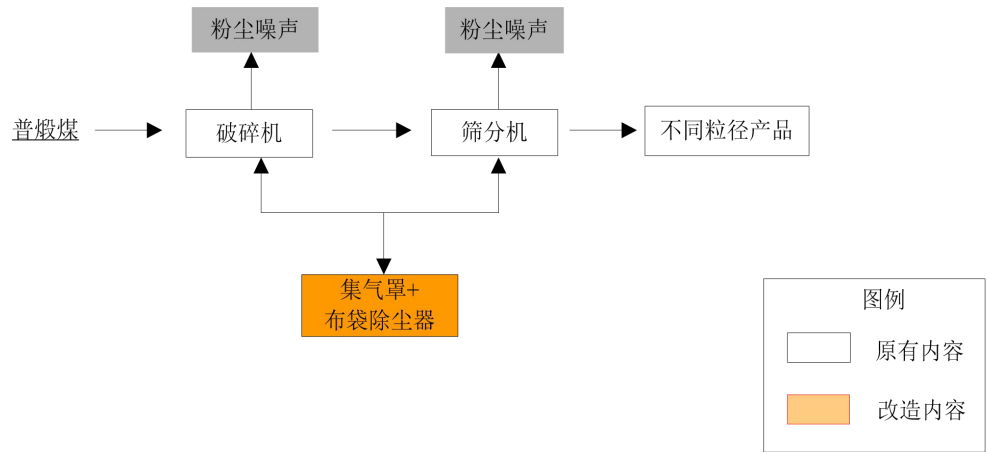 粉尘噪声
粉尘噪声
普煅煤
破碎机
筛分机
不同粒径产品
集气罩+
布袋除尘器
图例
原有内容
改造内容